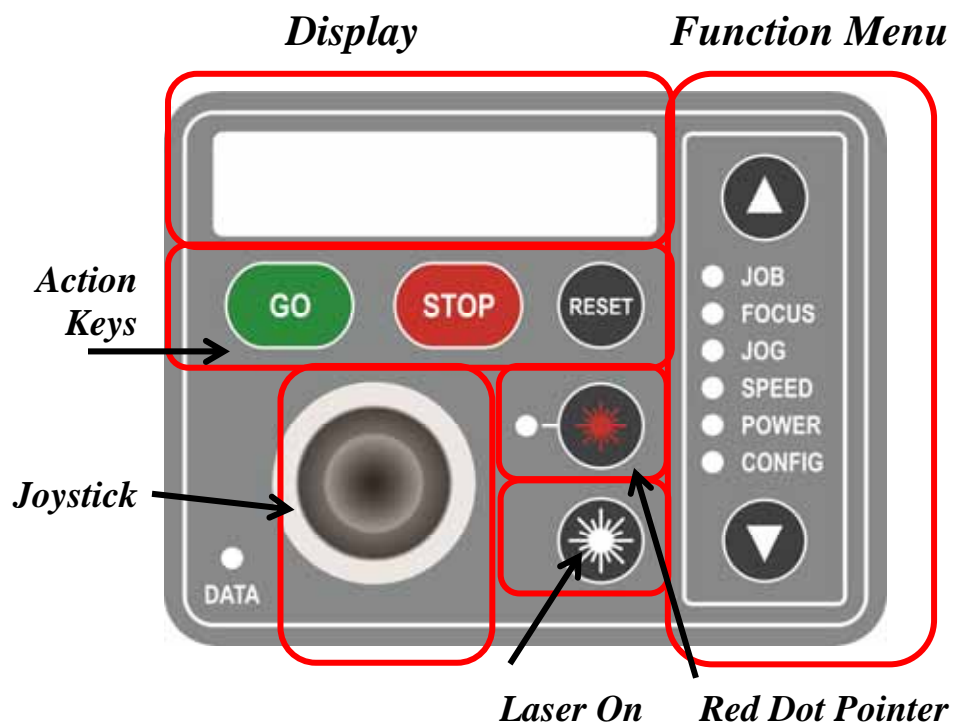 Display
Function Menu
Action
Keys
GO
STOP
RESET
JOB
FOCUS
JOG
SPEED
POWER
CONFIG
Joystick
DATA
Laser On
Red Dot Pointer